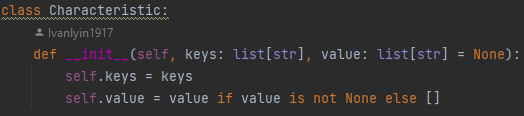 class Characteristic:
lvanlyin1917
def __init__(self, keys: list[str], value: list[str] = None):
self.keys = keys
self.value = value if value is not None else []